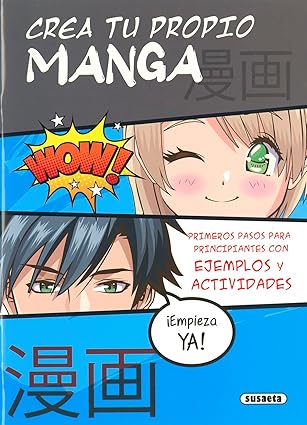 CREA TU PROPIO
MANGA
漫画
WOW!
PRIMEROS PASOS PARA
PRINCIPIANTES CON
EJEMPLOS Y
ACTIVIDADES
¡Empieza
YA!
漫画
susaeta